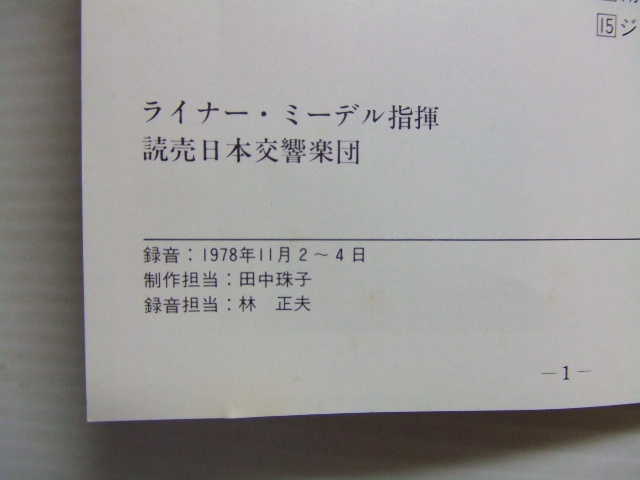 15 ジ
ライナー・ミーデル指揮
読売日本交響楽団
録音：1978年11月2～4日
制作担当：田中珠子
録音担当：林　正夫
—1—